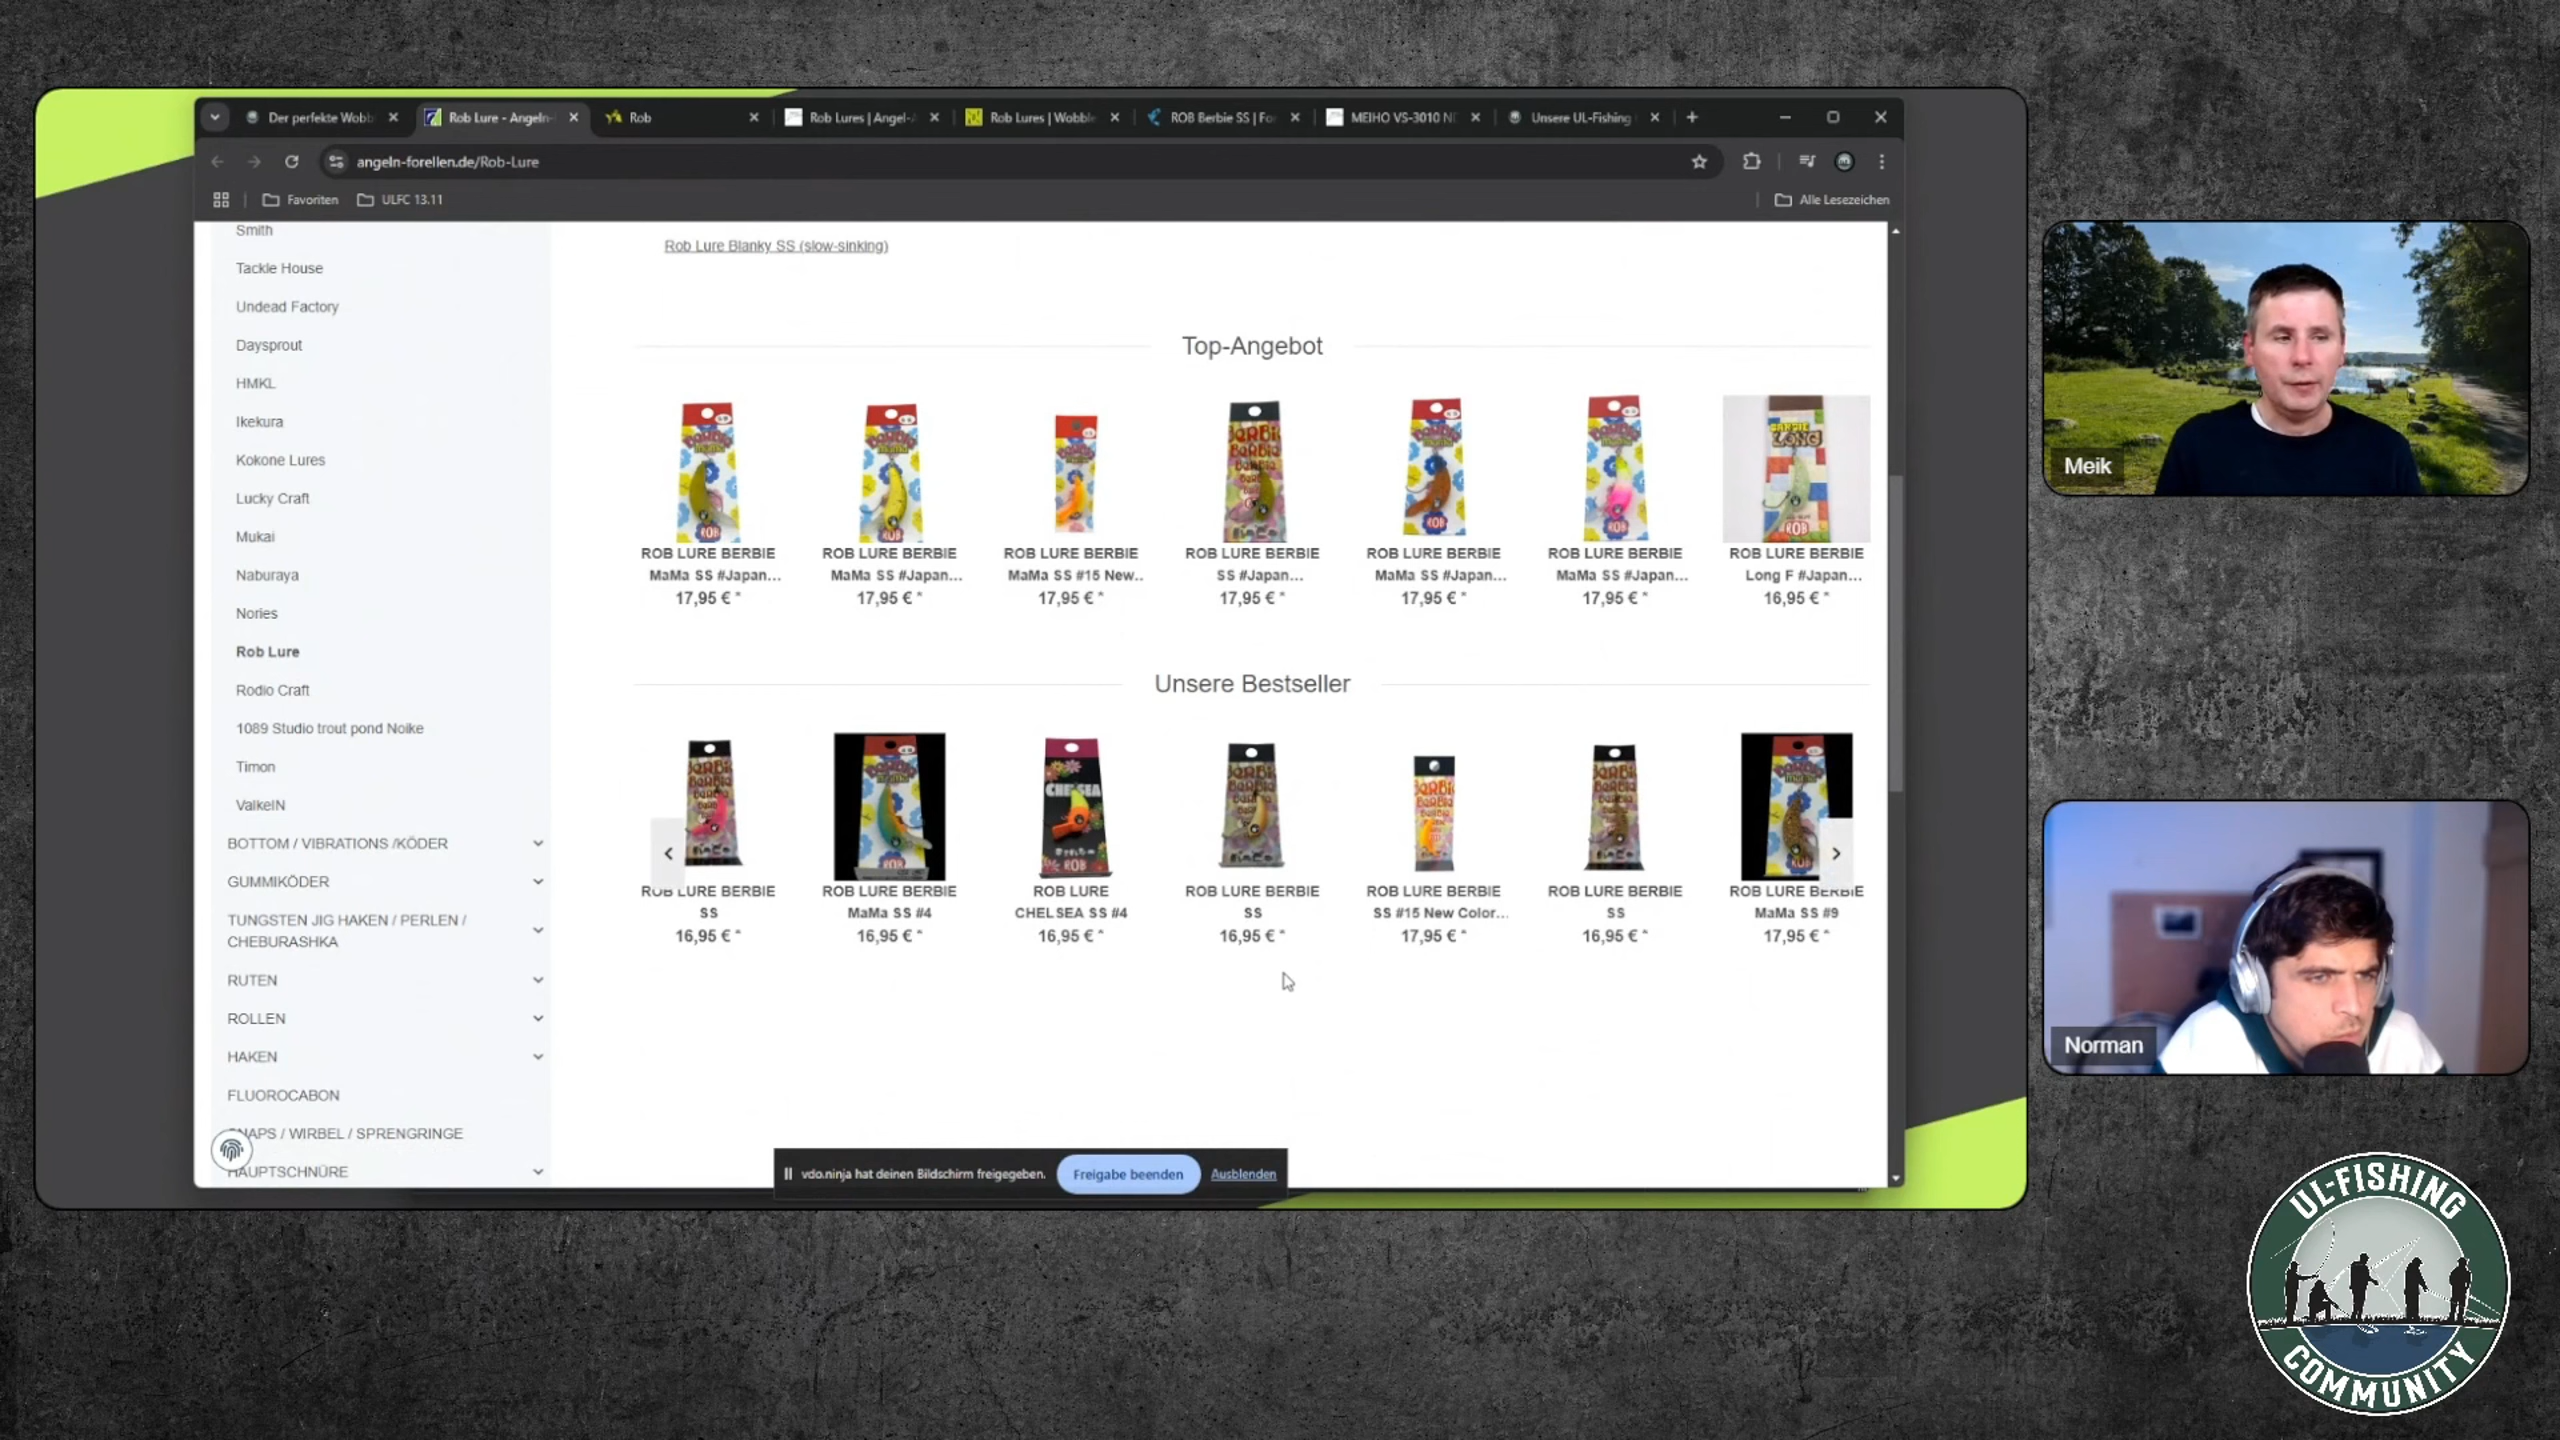 Der perfekte Wobb
Rob Lure - Angeln-
Rob
Rob Lures | Angel-
Rob Lures | Wobble
ROB Berbie SS | Fo
MEIHO VS-3010 N
Unsere UL-Fishing
angeln-forellen.de/Rob-Lure
Favoriten
ULFC 13.11
Alle Lesezeichen
Smith
Tackle House
Undead Factory
Daysprout
HMKL
Ikekura
Kokone Lures
Lucky Craft
Mukai
Naburaya
Nories
Rob Lure
Rodio Craft
1089 Studio trout pond Noike
Timon
ValkeIN
BOTTOM / VIBRATIONS /KÖDER
GUMMIKÖDER
TUNGSTEN JIG HAKEN / PERLEN /
CHEBURASHKA
RUTEN
ROLLEN
HAKEN
FLUOROCABON
SNAPS / WIRBEL / SPRENGRINGE
HAUPTSCHNÜRE
Rob Lure Blanky SS (slow-sinking)
Top-Angebot
ROB LURE BERBIE
MaMa SS #Japan...
17,95 € *
ROB LURE BERBIE
MaMa SS #Japan...
17,95 € *
ROB LURE BERBIE
MaMa SS #15 New..
17,95 € *
ROB LURE BERBIE
SS #Japan...
17,95 € *
ROB LURE BERBIE
MaMa SS #Japan...
17,95 € *
ROB LURE BERBIE
MaMa SS #Japan...
17,95 € *
LONG
ROB
ROB LURE BERBIE
Long F #Japan...
16,95 € *
Unsere Bestseller
ROB LURE BERBIE
SS
16,95 € *
ROB LURE BERBIE
MaMa SS #4
16,95 € *
CHELSEA
ROB
ROB LURE
CHELSEA SS #4
16,95 € *
ROB LURE BERBIE
SS
16,95 € *
ROB LURE BERBIE
SS #15 New Color...
17,95 € *
ROB LURE BERBIE
SS
16,95 € *
ROB LURE BERBIE
MaMa SS #9
17,95 € *
vdo.ninja hat deinen Bildschirm freigegeben.
Freigabe beenden
Ausblenden
Meik
Norman
UL-FISHING
COMMUNITY